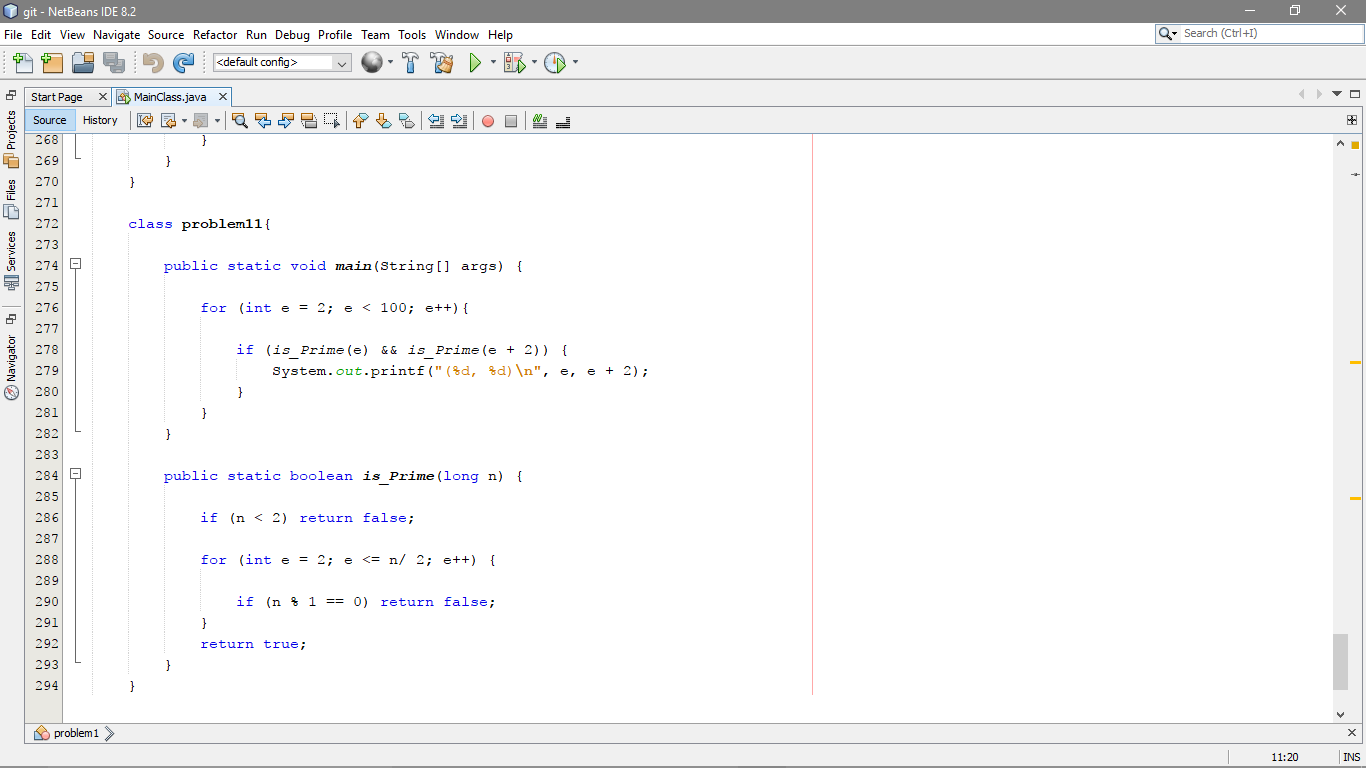 git - NetBeans IDE 8.2
File Edit View Navigate Source Refactor Run Debug Profile Team Tools Window Help
Search (Ctrl+I)
<default config>
Start Page
MainClass.java
Source History
Projects
Files
Services
Navigator
268 }
269 }
270 }
271
272 class problem11{
273
274 public static void main(String[] args) {
275
276 for (int e = 2; e < 100; e++){
277
278 if (is_Prime(e) && is_Prime(e + 2)) {
279 System.out.printf("(%d, %d)\n", e, e + 2);
280 }
281 }
282 }
283
284 public static boolean is_Prime(long n) {
285
286 if (n < 2) return false;
287
288 for (int e = 2; e <= n/ 2; e++) {
289
290 if (n % 1 == 0) return false;
291 }
292 return true;
293 }
294 }
problem1
11:20 INS